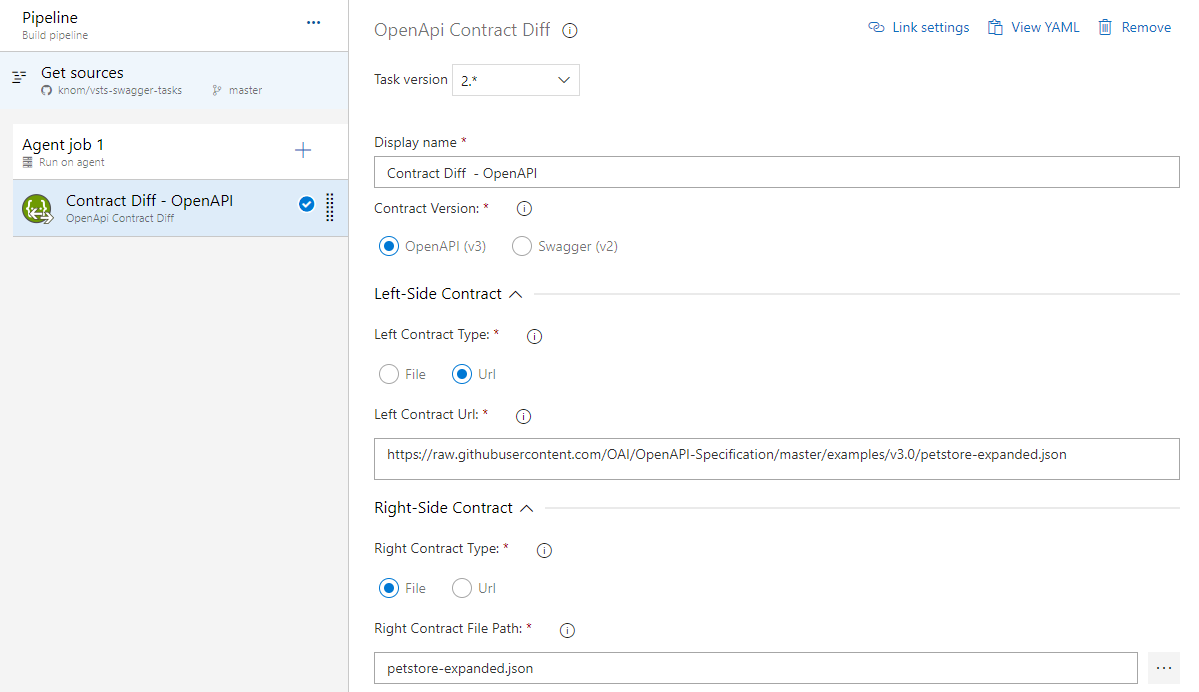 Pipeline
Build pipeline
...
Get sources
knom/vsts-swagger-tasks master
Agent job 1
Run on agent
Contract Diff - OpenAPI
OpenApi Contract Diff
OpenApi Contract Diff
Link settings View YAML Remove
Task version 2.*
Display name *
Contract Diff  - OpenAPI
Contract Version: *
OpenAPI (v3) Swagger (v2)
Left-Side Contract
Left Contract Type: *
File Url
Left Contract Url: *
https://raw.githubusercontent.com/OAI/OpenAPI-Specification/master/examples/v3.0/petstore-expanded.json
Right-Side Contract
Right Contract Type: *
File Url
Right Contract File Path: *
petstore-expanded.json ...